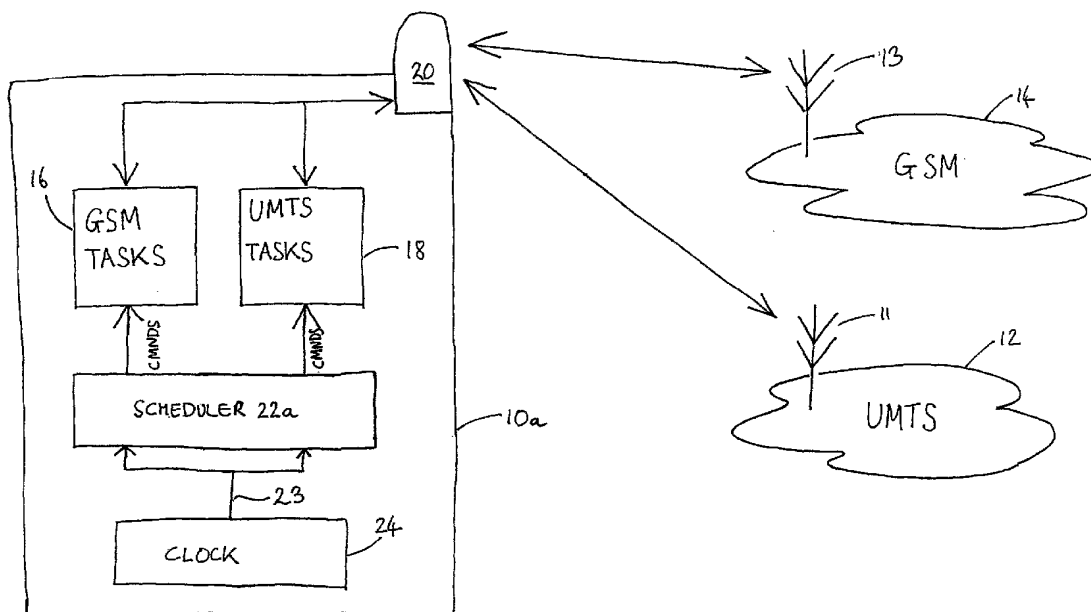 20
13
14
GSM
16
GSM
TASKS
UMTS
TASKS
18
CMNDS
CMNDS
11
12
UMTS
SCHEDULER 22a
10a
23
24
CLOCK